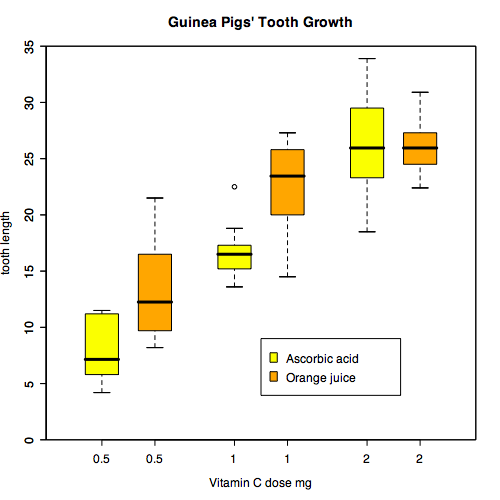 Guinea Pigs' Tooth Growth
35
30
25
20
15
10
5
0
tooth length
Ascorbic acid
Orange juice
0.5 0.5 1 1 2 2
Vitamin C dose mg